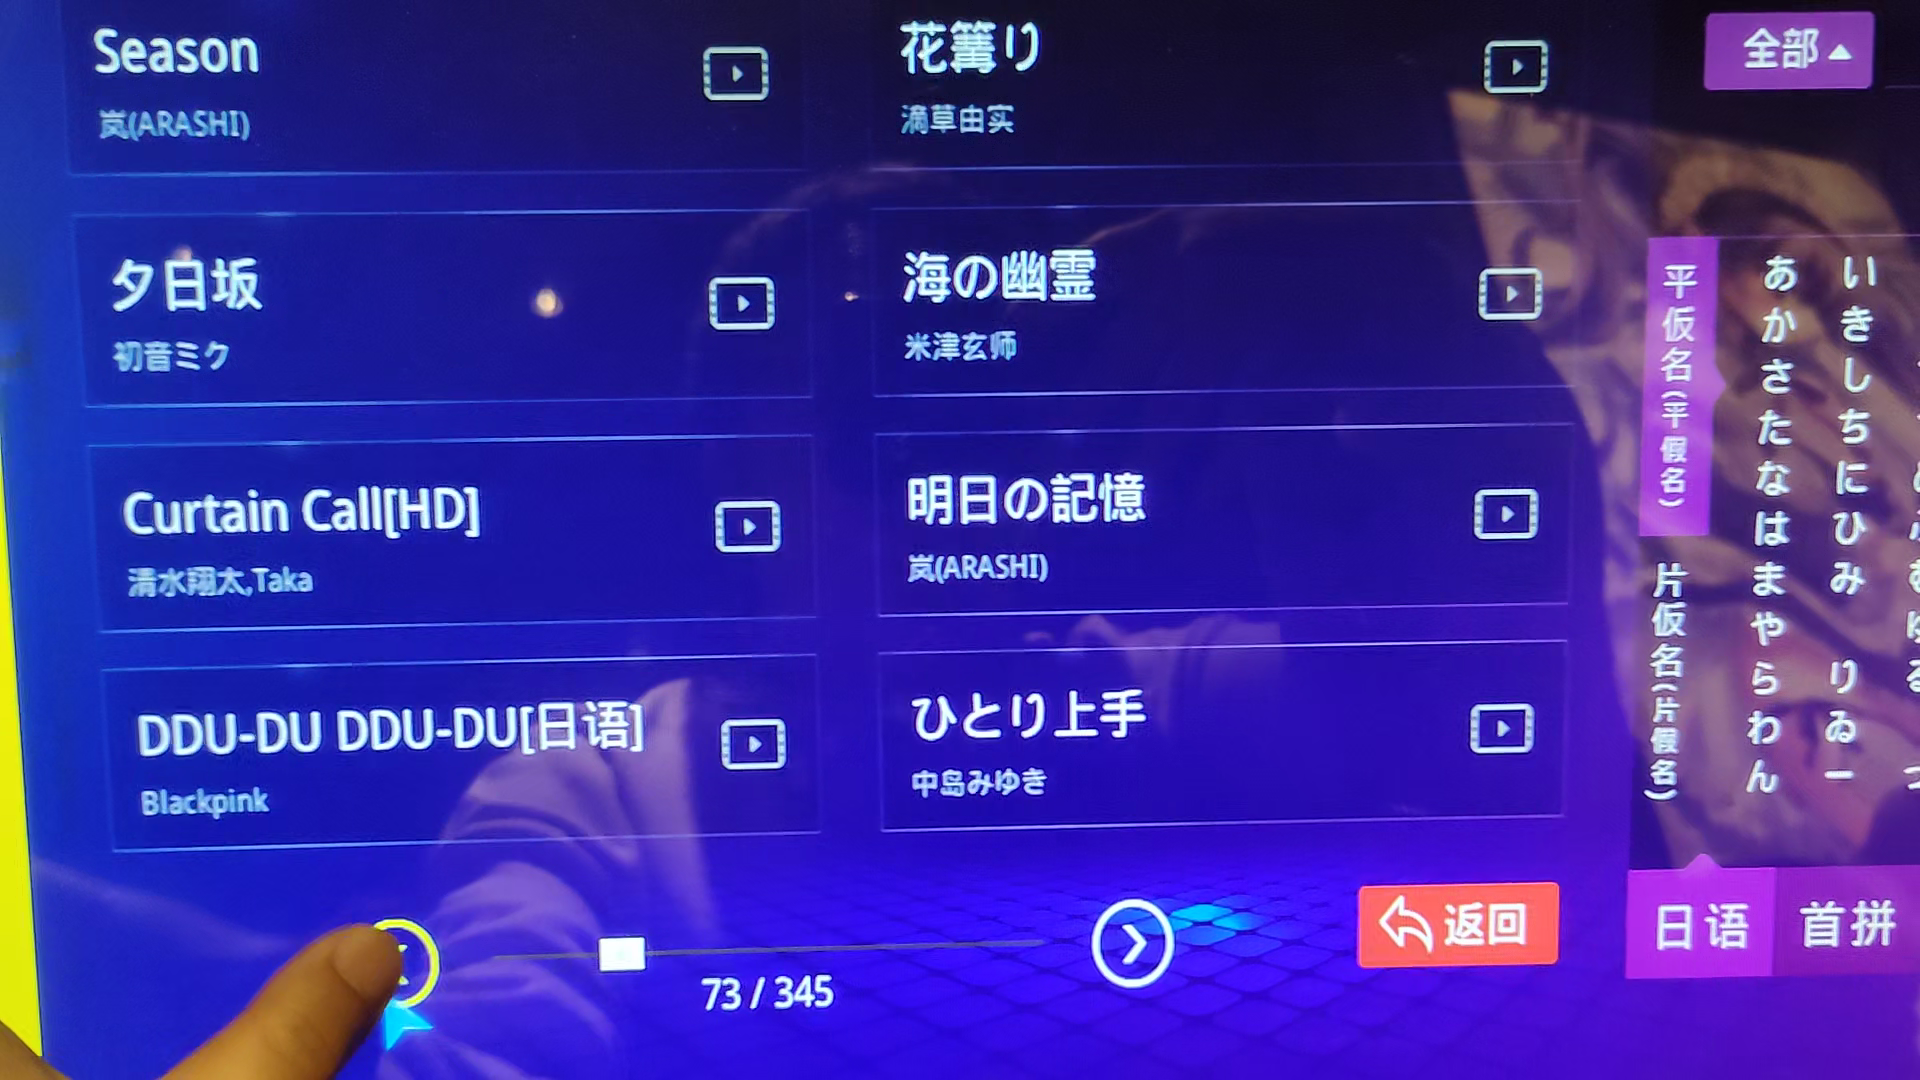 Season
岚(ARASHI)
花篝り
滴草由实
全部
夕日坂
初音ミク
海の幽霊
米津玄师
Curtain Call[HD]
清水翔太,Taka
明日の記憶
岚(ARASHI)
DDU-DU DDU-DU[日语]
Blackpink
ひとり上手
中岛みゆき
平仮名(平假名)
片仮名(片假名)
あかさたなはまやらわん
いきしちにひみ りゐー
73 / 345
返回
日语
首拼